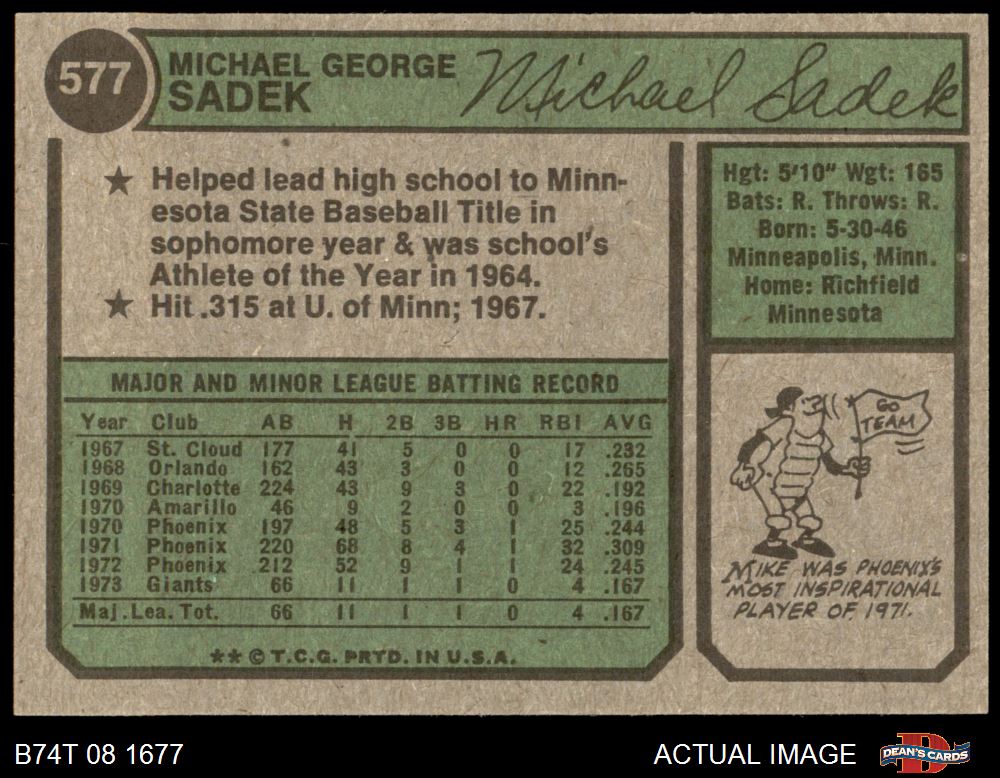 577
MICHAEL GEORGE
SADEK
Michael Sadek
★ Helped lead high school to Minn-
esota State Baseball Title in
sophomore year & was school's
Athlete of the Year in 1964.
★ Hit .315 at U. of Minn; 1967.
Hgt: 5'10" Wgt: 165
Bats: R. Throws: R.
Born: 5-30-46
Minneapolis, Minn.
Home: Richfield
Minnesota
MAJOR AND MINOR LEAGUE BATTING RECORD
Year Club AB H 2B 3B HR RBI AVG
1967 St. Cloud 177 41 5 0 0 17 .232
1968 Orlando 162 43 3 0 0 12 .265
1969 Charlotte 224 43 9 3 0 22 .192
1970 Amarillo 46 9 2 0 0 3 .196
1970 Phoenix 197 48 5 3 1 25 .244
1971 Phoenix 220 68 8 4 1 32 .309
1972 Phoenix 212 52 9 1 1 24 .245
1973 Giants 66 11 1 1 0 4 .167
Maj. Lea. Tot. 66 11 1 1 0 4 .167
** © T.C.G. PRTD. IN U.S.A.
GO
TEAM
MIKE WAS PHOENIX'S
MOST INSPIRATIONAL
PLAYER OF 1971.
B74T 08 1677
ACTUAL IMAGE
DEAN'S CARDS